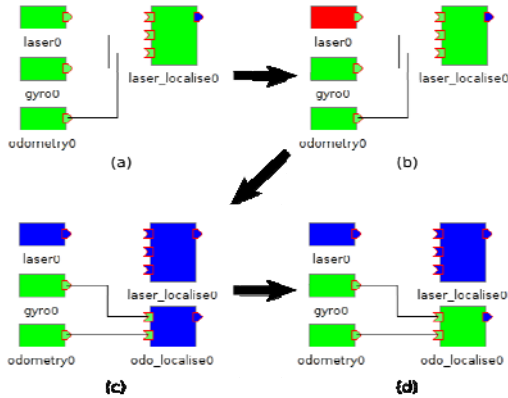 laser0
laser_localise0
gyro0
odometry0
(a)
laser0
laser_localise0
gyro0
odometry0
(b)
laser0
laser_localise0
gyro0
odometry0
odo_localise0
(c)
laser0
laser_localise0
gyro0
odometry0
odo_localise0
(d)